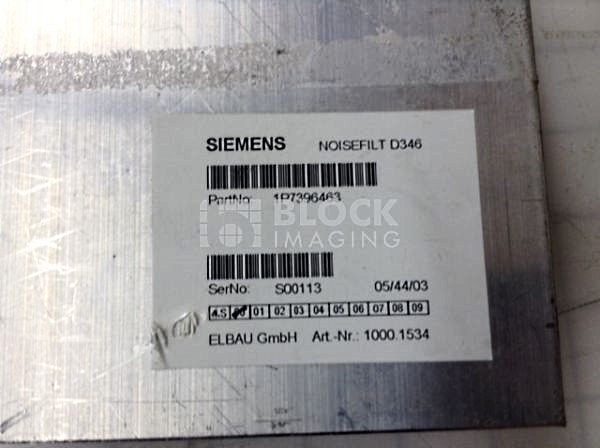 SIEMENS NOISEFILT D346
PartNo: 1P7396463
BLOCK
IMAGING
SerNo: S00113 05/44/03
4.S 00 01 02 03 04 05 06 07 08 09
ELBAU GmbH Art.-Nr.: 1000.1534